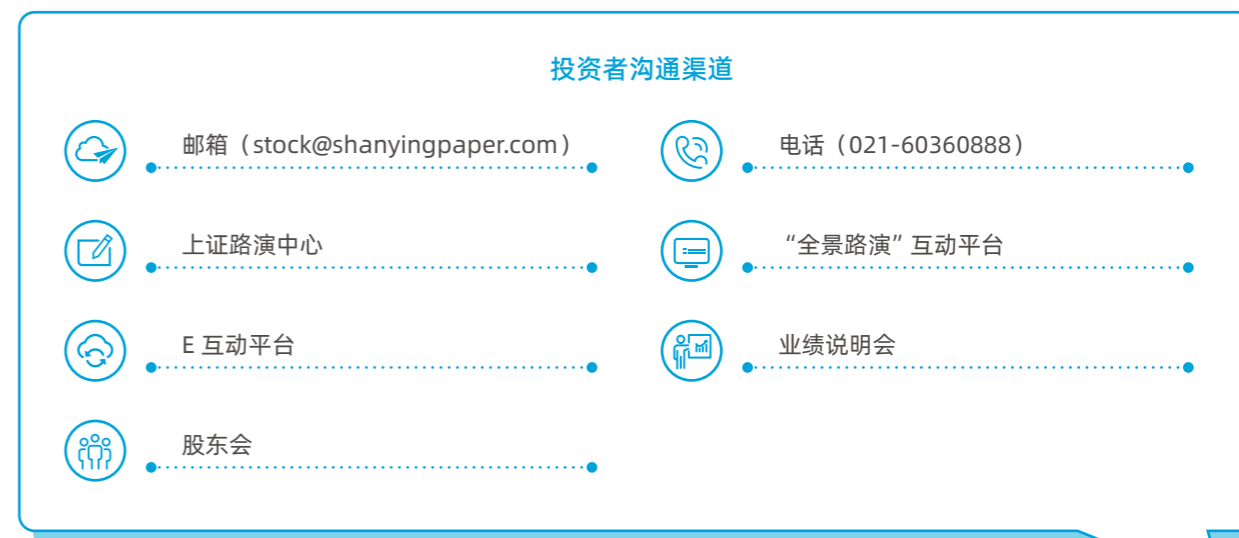 投资者沟通渠道
邮箱（stock@shanyingpaper.com）
电话（021-60360888）
上证路演中心
“全景路演”互动平台
E 互动平台
业绩说明会
股东会